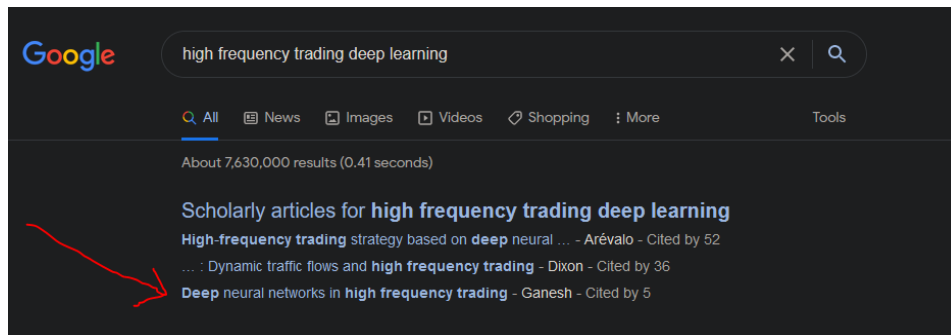 Google high frequency trading deep learning
All News Images Videos Shopping More Tools
About 7,630,000 results (0.41 seconds)
Scholarly articles for high frequency trading deep learning
High-frequency trading strategy based on deep neural ... - Arévalo - Cited by 52
... : Dynamic traffic flows and high frequency trading - Dixon - Cited by 36
Deep neural networks in high frequency trading - Ganesh - Cited by 5